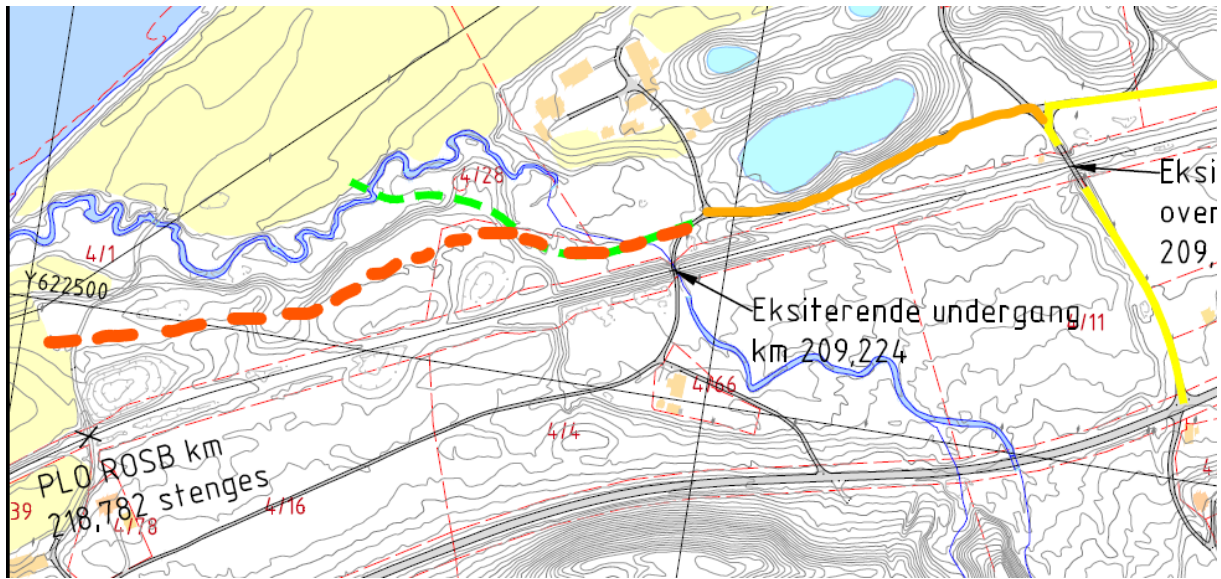 4/28
4/1
Y622500
Eksi
over
209,
Eksiterende undergang
km 209,224
/11
4/66
4/4
PLO ROSB km
218,782 stenges
39
4/78
4/16
4